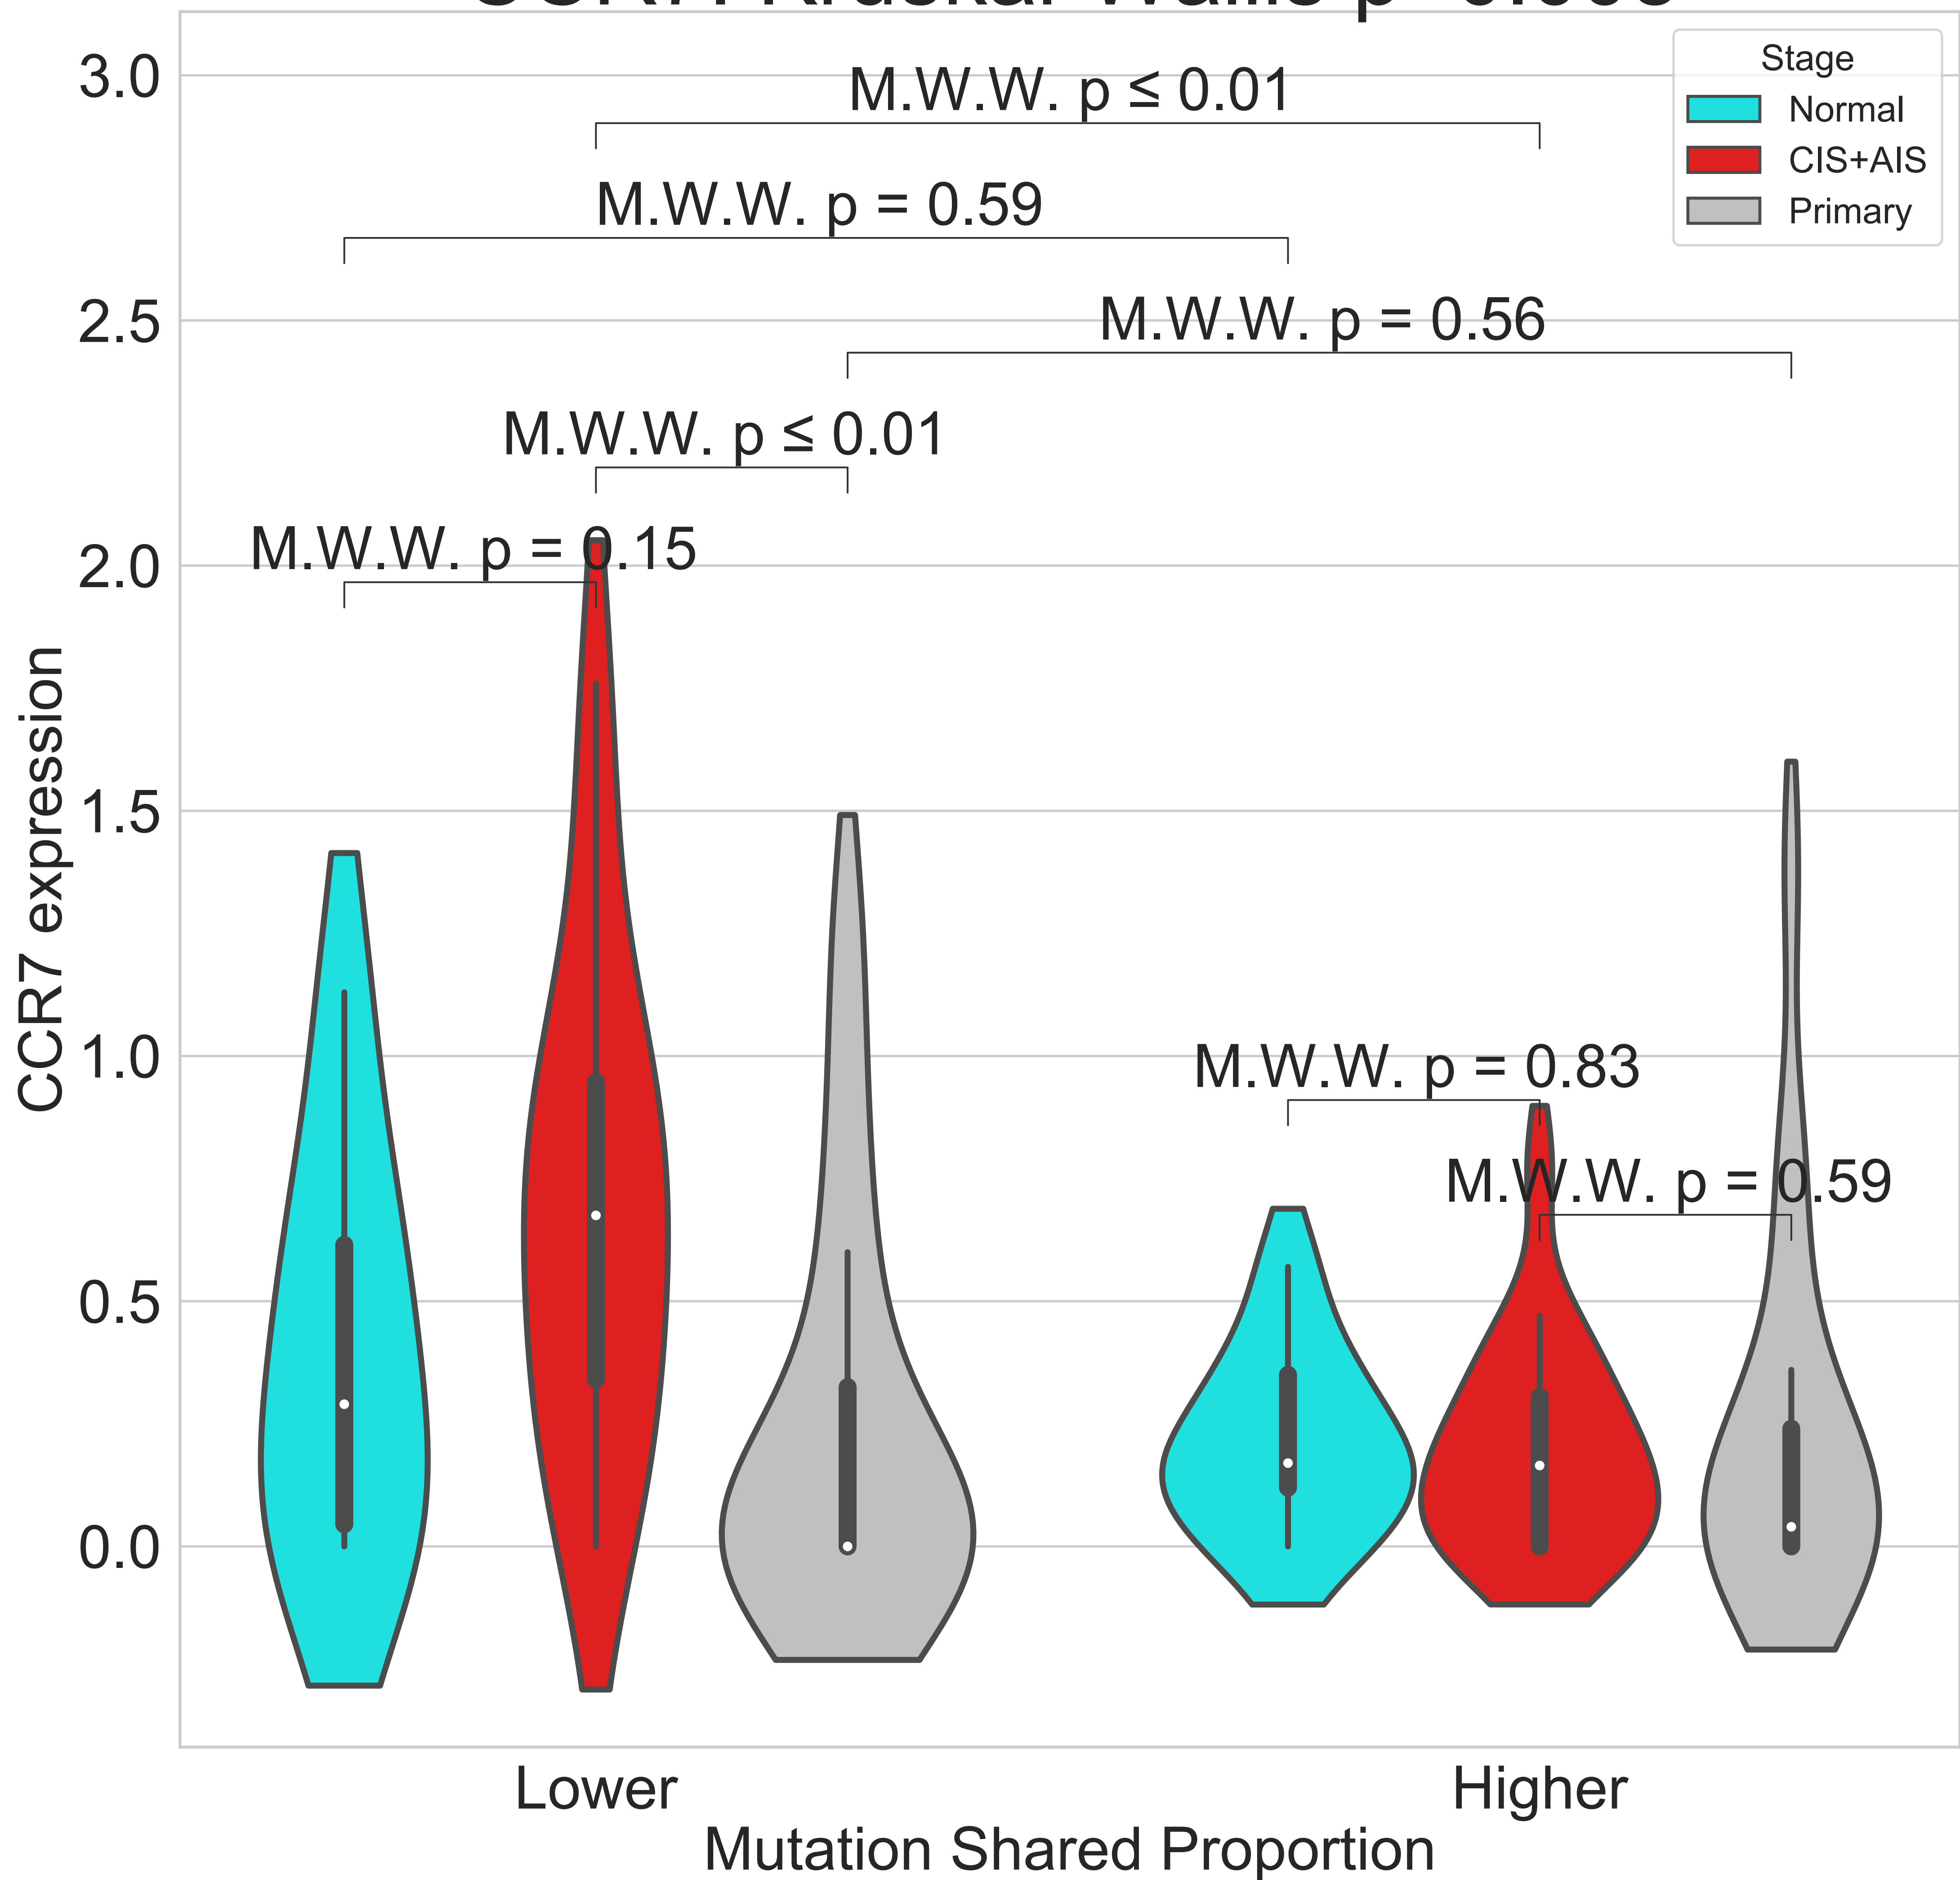 Stage
Normal
CIS+AIS
Primary
M.W.W. p ≤ 0.01
M.W.W. p = 0.59
M.W.W. p = 0.56
M.W.W. p ≤ 0.01
M.W.W. p = 0.15
M.W.W. p = 0.83
M.W.W. p = 0.59
3.0
2.5
2.0
1.5
1.0
0.5
0.0
CCR7 expression
Lower
Higher
Mutation Shared Proportion